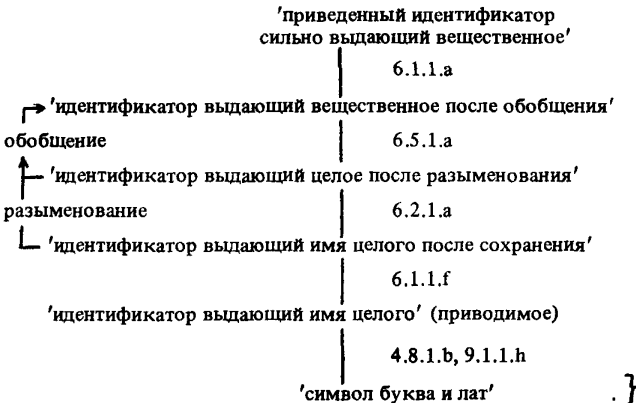 'приведенный идентификатор
сильно выдающий вещественное'
6.1.1.a
'идентификатор выдающий вещественное после обобщения'
обобщение
6.5.1.a
'идентификатор выдающий целое после разыменования'
разыменование
6.2.1.a
'идентификатор выдающий имя целого после сохранения'
6.1.1.f
'идентификатор выдающий имя целого' (приводимое)
4.8.1.b, 9.1.1.h
'символ буква и лат' . }